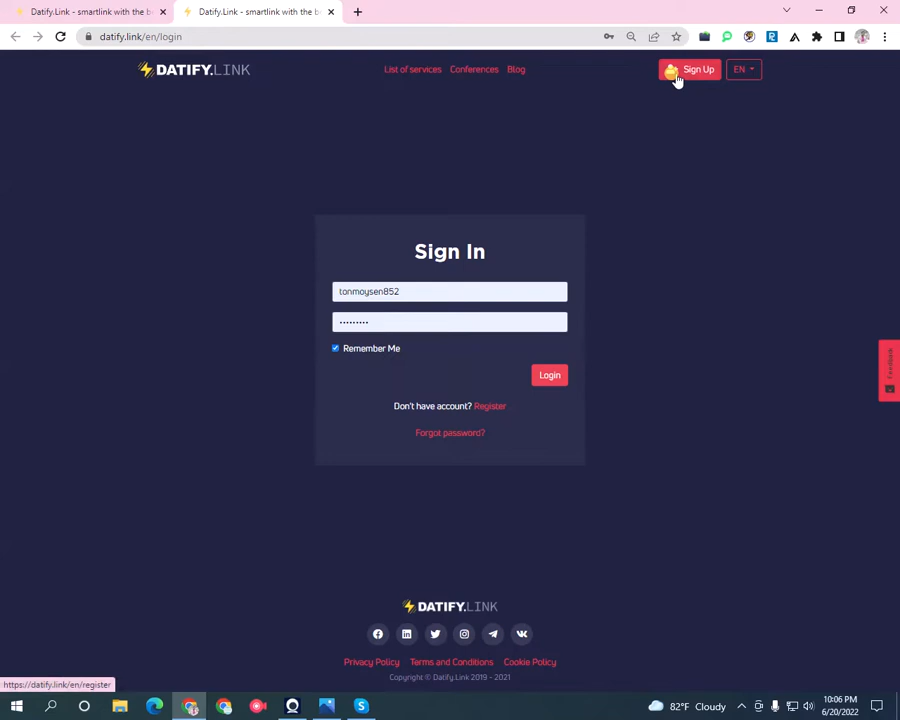 Datify.Link - smartlink with the b
Datify.Link - smartlink with the b
datify.link/en/login
DATIFY.LINK
List of services
Conferences
Blog
Sign Up
EN
Sign In
tanmaysen852
•••••••••
Remember Me
Login
Don't have account? Register
Forgot password?
Feedback
DATIFY.LINK
Privacy Policy
Terms and Conditions
Cookie Policy
Copyright © Datify.Link 2019 - 2021
https://datify.link/en/register
82°F Cloudy
10:06 PM
6/20/2022